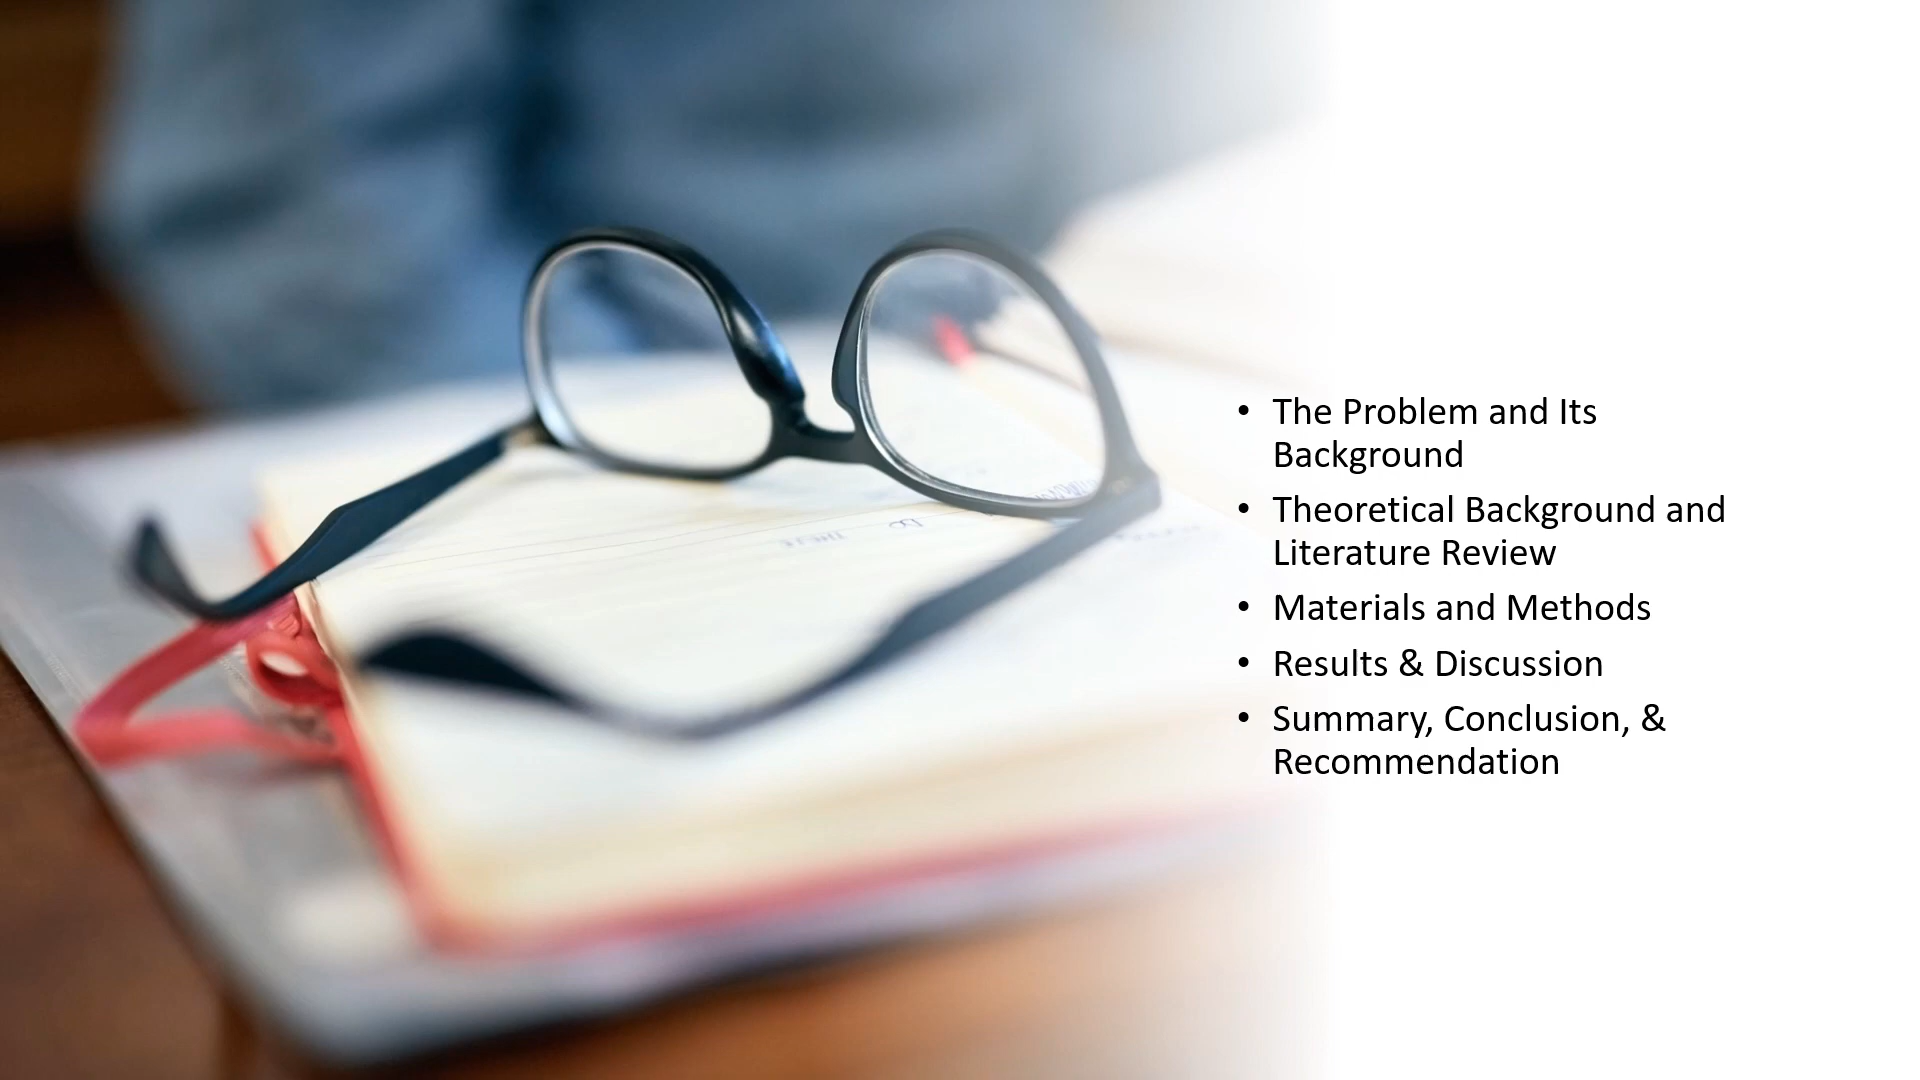 • The Problem and Its
Background
• Theoretical Background and
Literature Review
• Materials and Methods
• Results & Discussion
• Summary, Conclusion, &
Recommendation